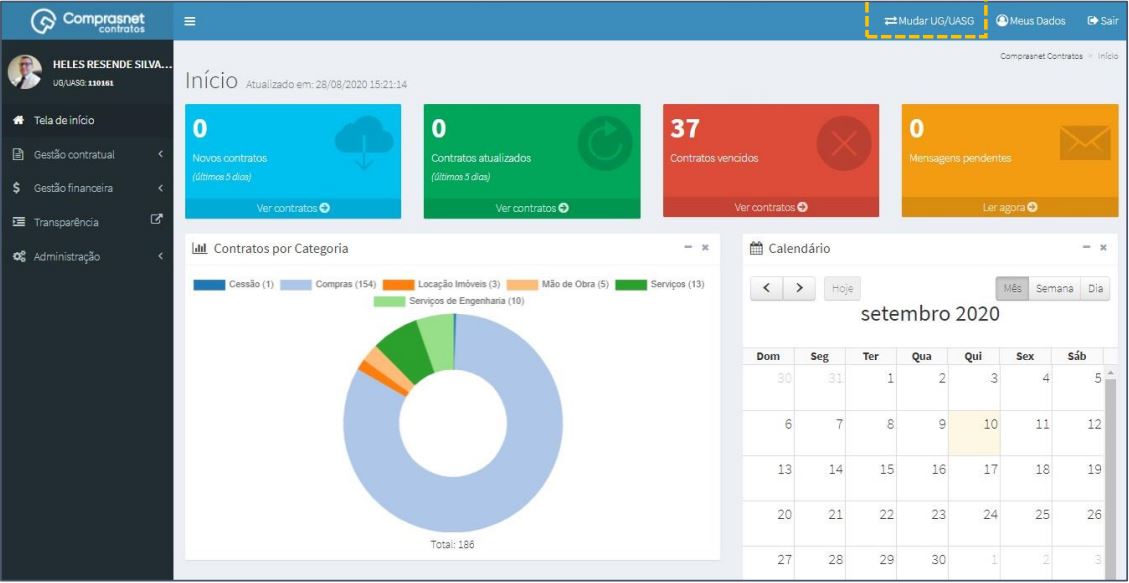 Comprasnet
contratos
Mudar UG/UASG
Meus Dados
Sair
HELES RESENDE SILVA...
UG/UASG: 110161
Tela de início
Gestão contratual
Gestão financeira
Transparência
Administração
Comprasnet Contratos > Início
Início Atualizado em: 28/08/2020 15:21:14
0
Novos contratos
(últimos 5 dias)
Ver contratos
0
Contratos atualizados
(últimos 5 dias)
Ver contratos
37
Contratos vencidos
Ver contratos
0
Mensagens pendentes
Ler agora
Contratos por Categoria
Cessão (1) Compras (154) Locação Imóveis (3) Mão de Obra (5) Serviços (13)
Serviços de Engenharia (10)
Total: 186
Calendário
Hoje
Mês Semana Dia
setembro 2020
Dom Seg Ter Qua Qui Sex Sáb
30 31 1 2 3 4 5
6 7 8 9 10 11 12
13 14 15 16 17 18 19
20 21 22 23 24 25 26
27 28 29 30 1 2 3